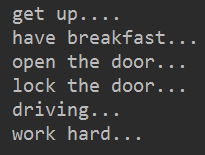 get up....
have breakfast...
open the door...
lock the door...
driving...
work hard...